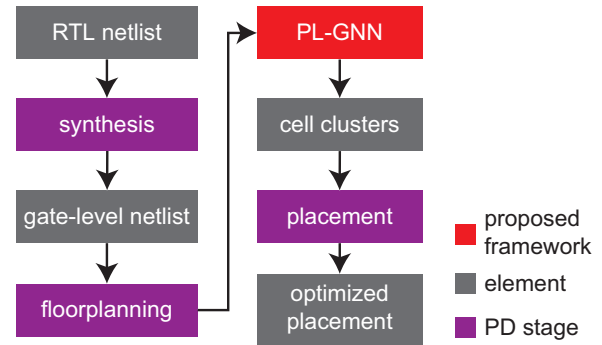 RTL netlist
synthesis
gate-level netlist
floorplanning
PL-GNN
cell clusters
placement
optimized
placement
proposed
framework
element
PD stage